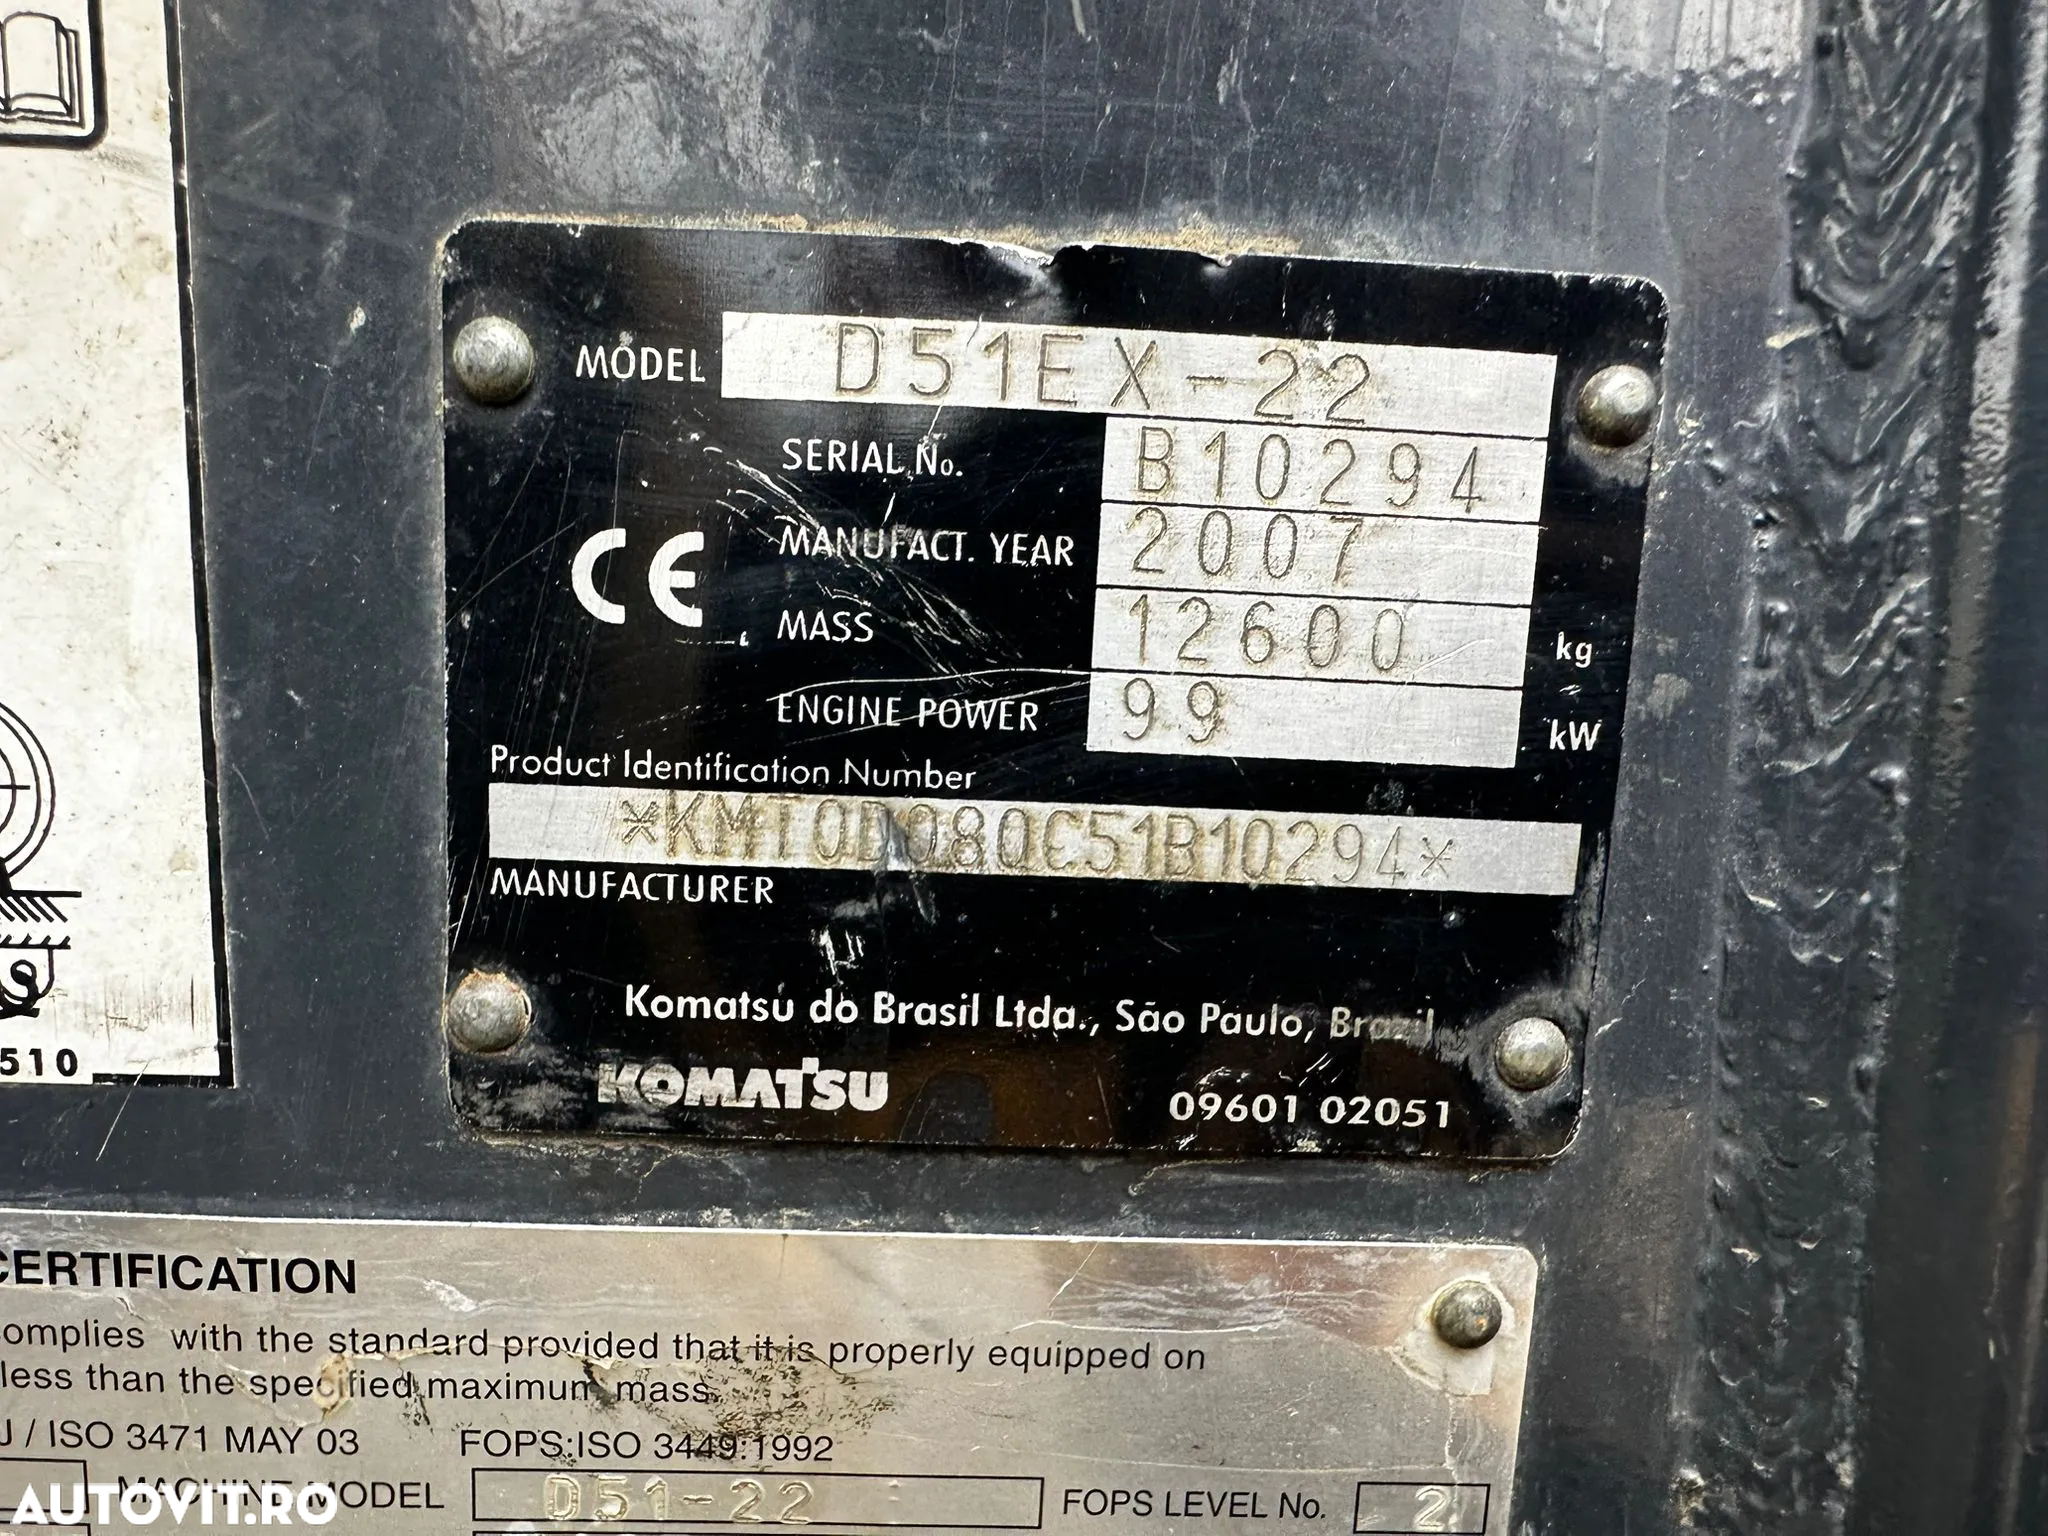 MODEL D51EX-22
SERIAL No. B10294
MANUFACT. YEAR 2007
CE
MASS 12600 kg
ENGINE POWER 99 kW
Product Identification Number
*KMT0D080C51B10294*
MANUFACTURER
Komatsu do Brasil Ltda., São Paulo, Brazil
KOMATSU
09601 02051
510
CERTIFICATION
complies with the standard provided that it is properly equipped on
less than the specified maximum mass.
/ ISO 3471 MAY 03 FOPS:ISO 3449:1992
MACHINE MODEL D51-22 FOPS LEVEL No. 2
AUTOVIT.RO